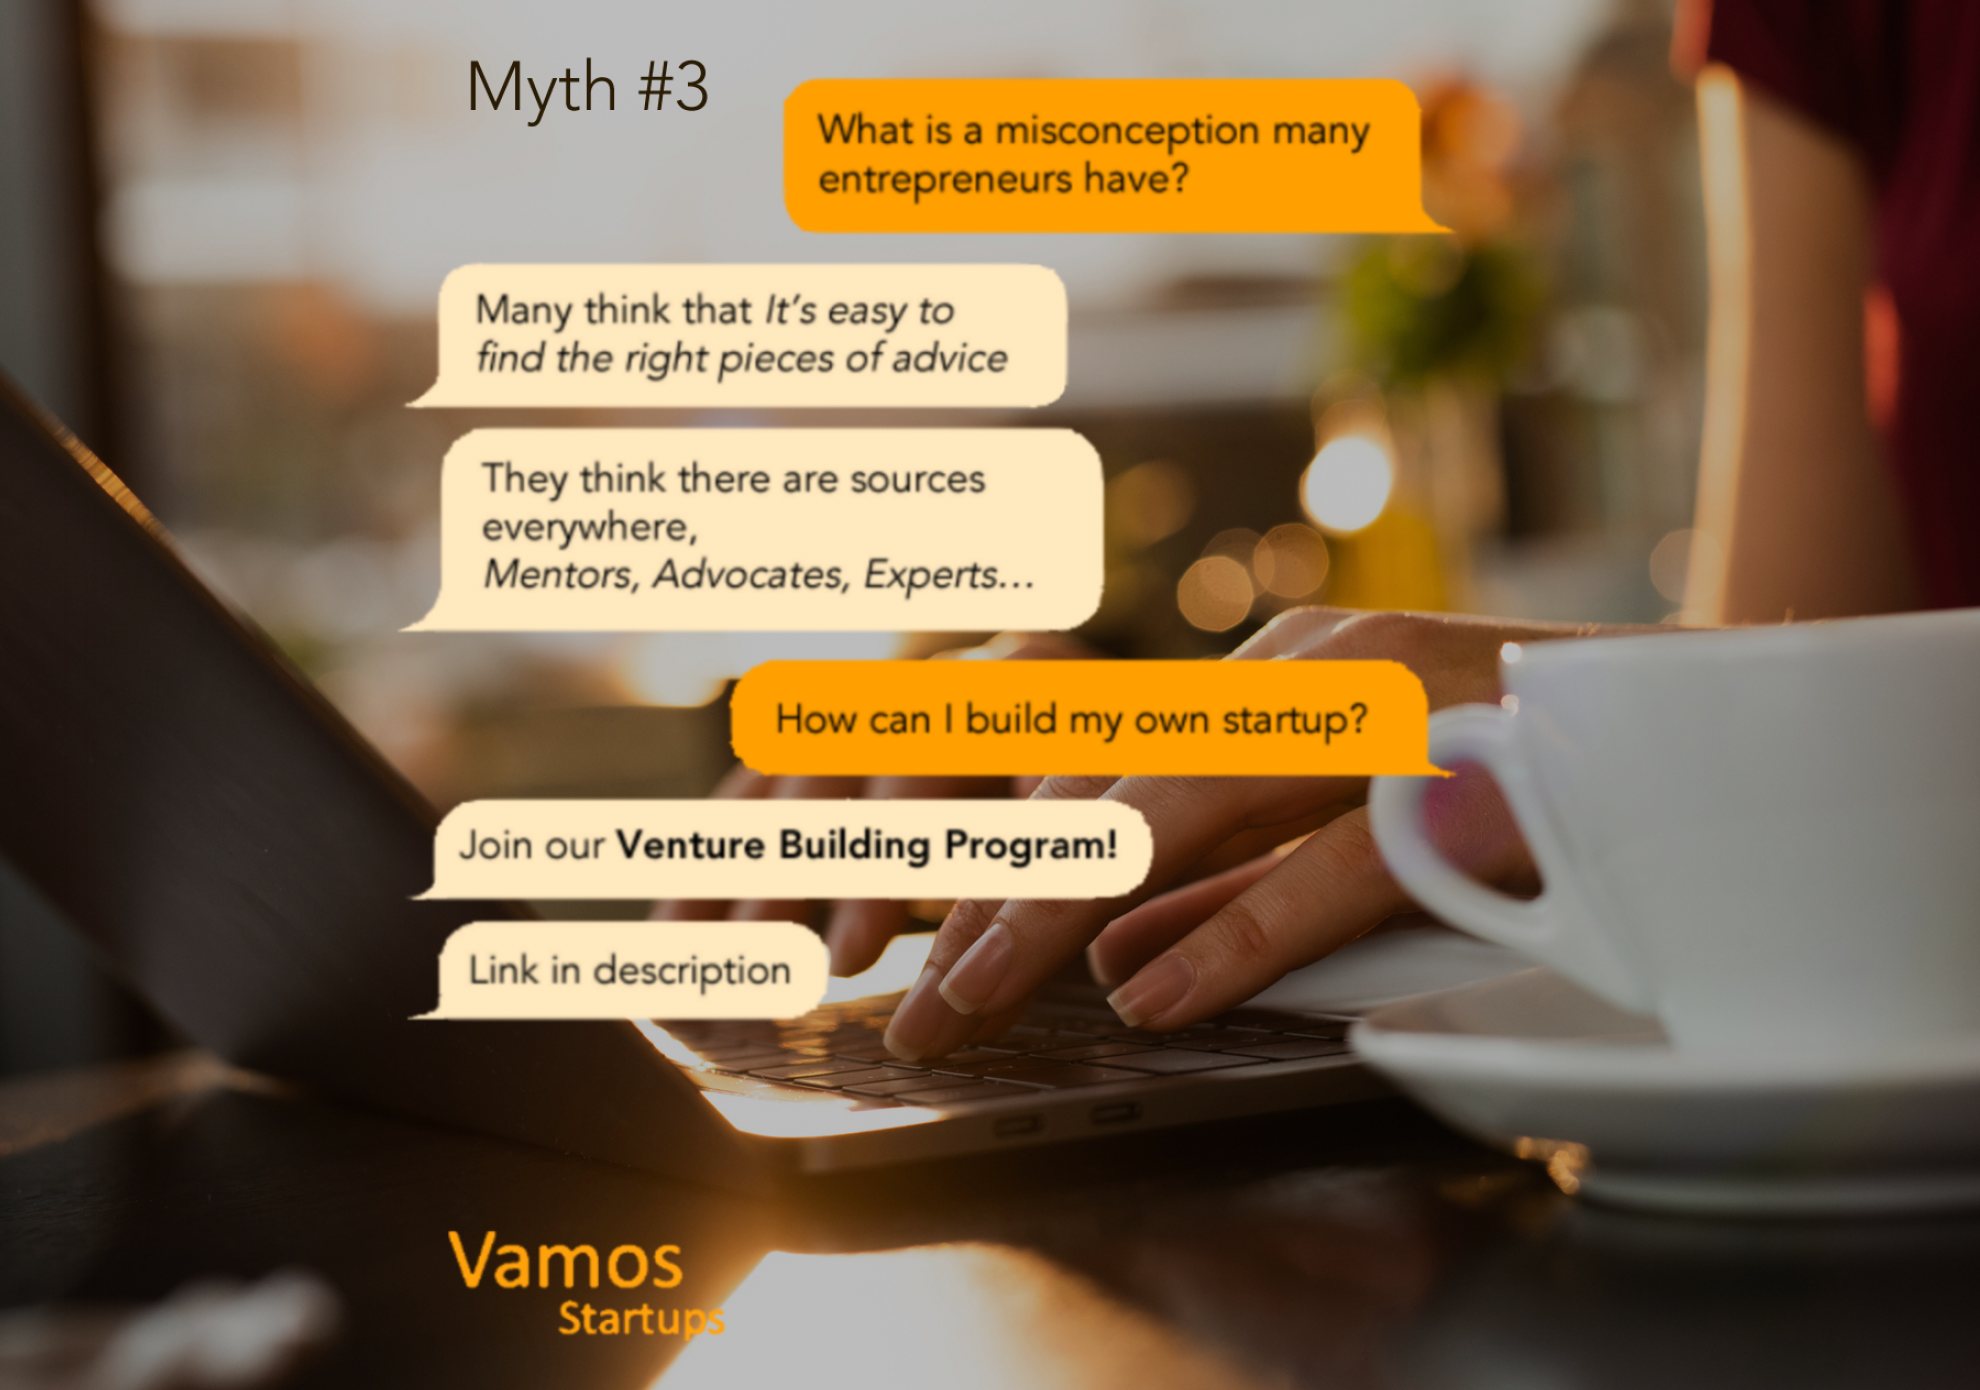 Myth #3
What is a misconception many
entrepreneurs have?
Many think that It's easy to
find the right pieces of advice
They think there are sources
everywhere,
Mentors, Advocates, Experts...
How can I build my own startup?
Join our Venture Building Program!
Link in description
Vamos
Startups